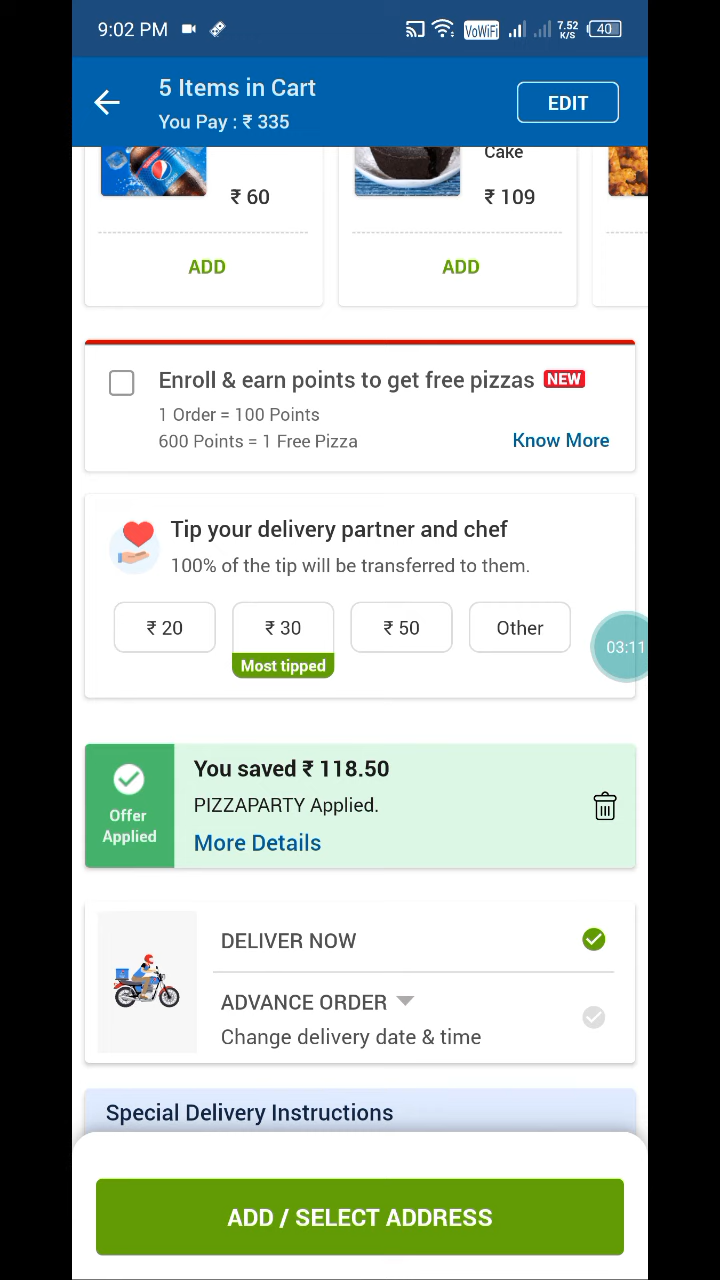 9:02 PM
VoWiFi
7.52
K/S
40
5 Items in Cart
You Pay : ₹ 335
EDIT
Cake
₹ 60
₹ 109
ADD
ADD
Enroll & earn points to get free pizzas NEW
1 Order = 100 Points
600 Points = 1 Free Pizza
Know More
Tip your delivery partner and chef
100% of the tip will be transferred to them.
₹ 20
₹ 30
₹ 50
Other
Most tipped
03:11
Offer
Applied
You saved ₹ 118.50
PIZZAPARTY Applied.
More Details
DELIVER NOW
ADVANCE ORDER
Change delivery date & time
Special Delivery Instructions
ADD / SELECT ADDRESS